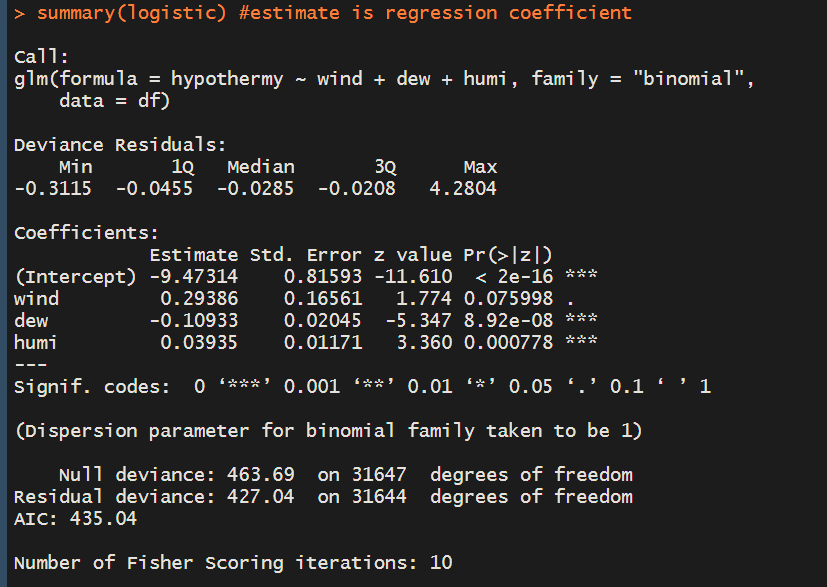 > summary(logistic) #estimate is regression coefficient
Call:
glm(formula = hypothermy ~ wind + dew + humi, family = "binomial",
    data = df)
Deviance Residuals:
    Min       1Q   Median       3Q      Max
-0.3115  -0.0455  -0.0285  -0.0208   4.2804
Coefficients:
            Estimate Std. Error z value Pr(>|z|)
(Intercept) -9.47314    0.81593 -11.610  < 2e-16 ***
wind         0.29386    0.16561   1.774 0.075998 .
dew         -0.10933    0.02045  -5.347 8.92e-08 ***
humi         0.03935    0.01171   3.360 0.000778 ***
---
Signif. codes:  0 ‘***’ 0.001 ‘**’ 0.01 ‘*’ 0.05 ‘.’ 0.1 ‘ ’ 1
(Dispersion parameter for binomial family taken to be 1)
    Null deviance: 463.69  on 31647  degrees of freedom
Residual deviance: 427.04  on 31644  degrees of freedom
AIC: 435.04
Number of Fisher Scoring iterations: 10